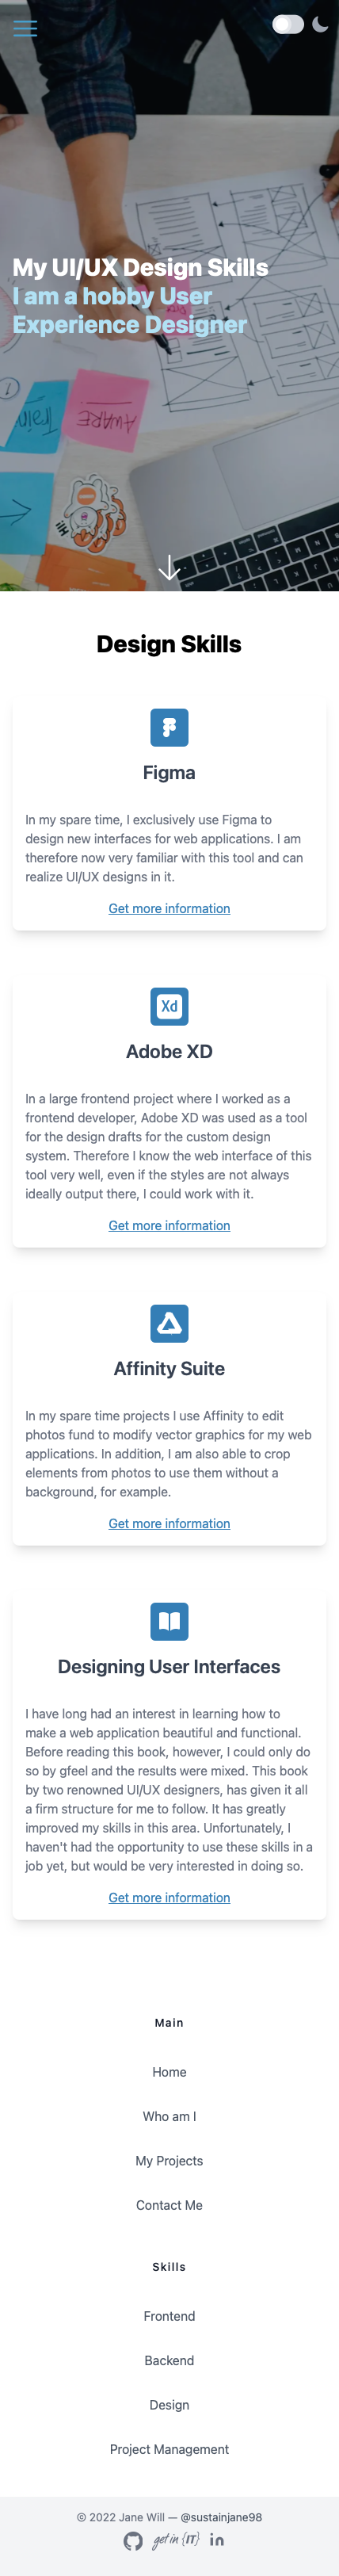 My UI/UX Design Skills
I am a hobby User
Experience Designer
AWARE
Design Skills
Figma
In my spare time, I exclusively use Figma to
design new interfaces for web applications. I am
therefore now very familiar with this tool and can
realize UI/UX designs in it.
Get more information
Xd
Adobe XD
In a large frontend project where I worked as a
frontend developer, Adobe XD was used as a tool
for the design drafts for the custom design
system. Therefore I know the web interface of this
tool very well, even if the styles are not always
ideally output there, I could work with it.
Get more information
Affinity Suite
In my spare time projects I use Affinity to edit
photos fund to modify vector graphics for my web
applications. In addition, I am also able to crop
elements from photos to use them without a
background, for example.
Get more information
Designing User Interfaces
I have long had an interest in learning how to
make a web application beautiful and functional.
Before reading this book, however, I could only do
so by gfeel and the results were mixed. This book
by two renowned UI/UX designers, has given it all
a firm structure for me to follow. It has greatly
improved my skills in this area. Unfortunately, I
haven't had the opportunity to use these skills in a
job yet, but would be very interested in doing so.
Get more information
Main
Home
Who am I
My Projects
Contact Me
Skills
Frontend
Backend
Design
Project Management
© 2022 Jane Will — @sustainjane98
get in {IT} in